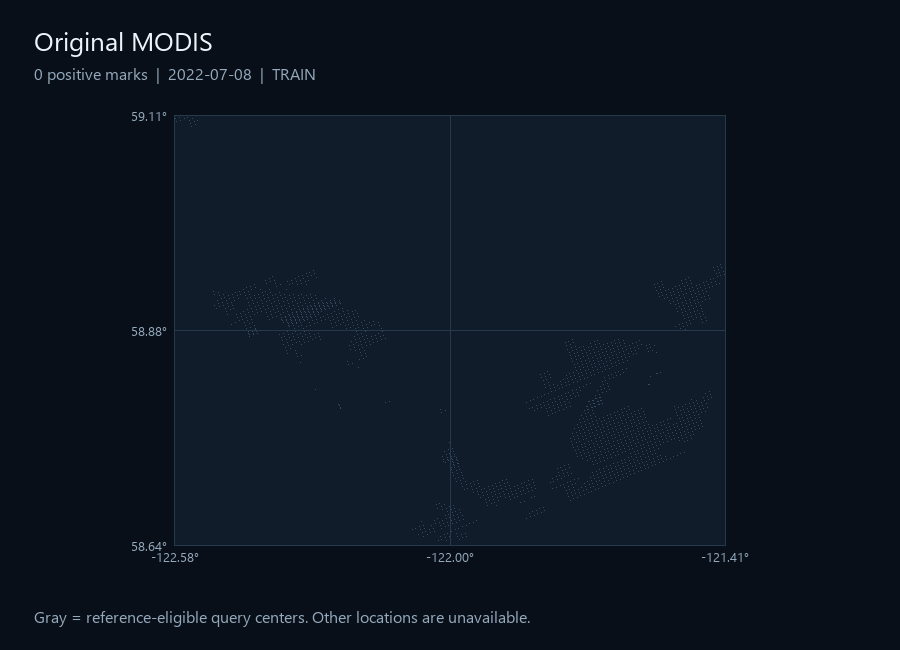 Original MODIS
0 positive marks | 2022-07-08 | TRAIN
59.11°
58.88°
58.64°
-122.58°
-122.00°
-121.41°
Gray = reference-eligible query centers. Other locations are unavailable.